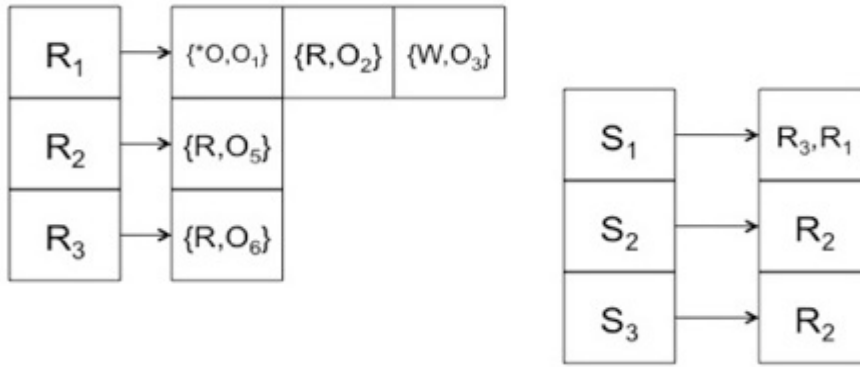 R₁ {*O,O₁} {R,O₂} {W,O₃}
R₂ {R,O₅}
R₃ {R,O₆}
S₁ R₃,R₁
S₂ R₂
S₃ R₂